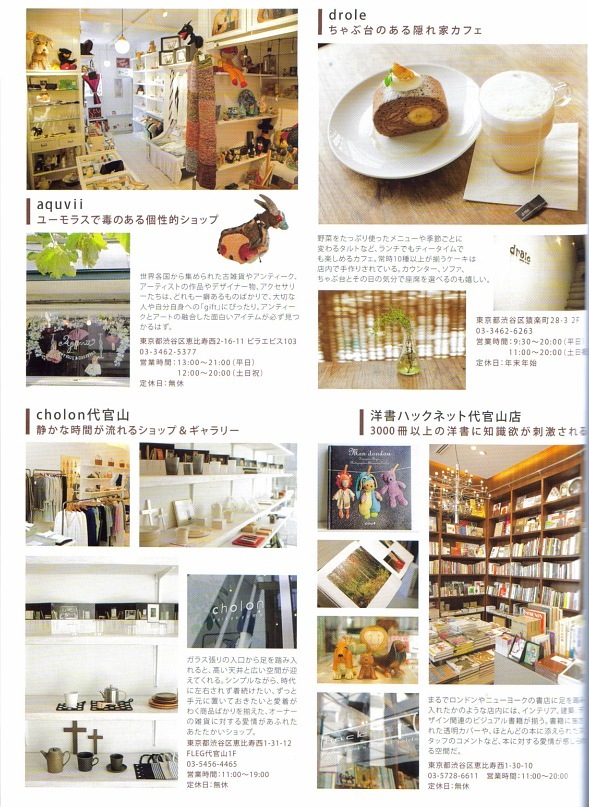 aquvii
ユーモラスで毒のある個性的ショップ
世界各国から集められた古雑貨やアンティーク、
アーティストの作品やデザイナー物、アクセサリ
ーたちは、どれも一癖あるものばかりで、大切な
人や自分自身への「gift」にぴったり。アンティー
クとアートの融合した面白いアイテムが必ず見つ
かるはず。
東京都渋谷区恵比寿西2-16-11 ピラエビス103
03-3462-5377
営業時間：13:00〜21:00（平日）
12:00〜20:00（土日祝）
定休日：無休
drole
ちゃぶ台のある隠れ家カフェ
野菜をたっぷり使ったメニューや季節ごとに
変わるタルトなど、ランチでもティータイムで
も楽しめるカフェ。常時10種以上が揃うケーキは
店内で手作りされている。カウンター、ソファ、
ちゃぶ台とその日の気分で座席を選べるのも嬉しい。
drole
東京都渋谷区猿楽町28-3 2F
03-3462-6263
営業時間：9:30〜20:00（平日）
11:00〜20:00（土日祝
定休日：年末年始
cholon代官山
静かな時間が流れるショップ＆ギャラリー
cholon
ガラス張りの入口から足を踏み入
れると、高い天井と広い空間が迎
えてくれる。シンプルながら、時代
に左右されず着続けたい、ずっと
手元に置いておきたいと愛着が
わく商品ばかりを揃えた、オーナー
の雑貨に対する愛情があふれた
あたたかいショップ。
東京都渋谷区恵比寿西1-31-12
FLEG代官山1F
03-5456-4465
営業時間：11:00〜19:00
定休日：無休
洋書ハックネット代官山店
3000冊以上の洋書に知識欲が刺激される
Mon doudou
まるでロンドンやニューヨークの書店に足を踏み
入れたかのような店内には、インテリア、建築、デ
ザイン関連のビジュアル書籍が揃う。書籍に施さ
れた透明カバーや、ほとんどの本に添えられたス
タッフのコメントなど、本に対する愛情が感じら
る空間だ。
東京都渋谷区恵比寿西1-30-10
03-5728-6611　営業時間：11:00〜20:00
定休日：無休